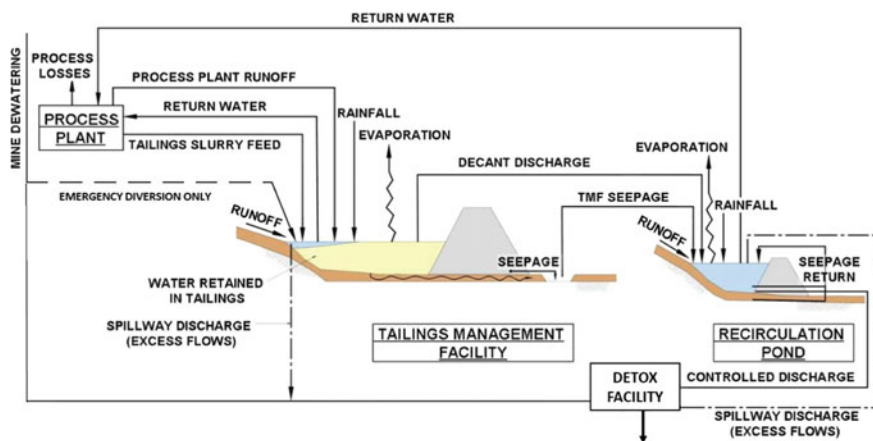 RETURN WATER
MINE DEWATERING
PROCESS
LOSSES
PROCESS PLANT RUNOFF
PROCESS
PLANT
RETURN WATER
TAILINGS SLURRY FEED
RAINFALL
EVAPORATION
DECANT DISCHARGE
EVAPORATION
EMERGENCY DIVERSION ONLY
TMF SEEPAGE
RAINFALL
RUNOFF
RUNOFF
SEEPAGE
SEEPAGE
RETURN
WATER RETAINED
IN TAILINGS
SPILLWAY DISCHARGE
(EXCESS FLOWS)
TAILINGS MANAGEMENT
FACILITY
RECIRCULATION
POND
DETOX
FACILITY
CONTROLLED DISCHARGE
SPILLWAY DISCHARGE
(EXCESS FLOWS)